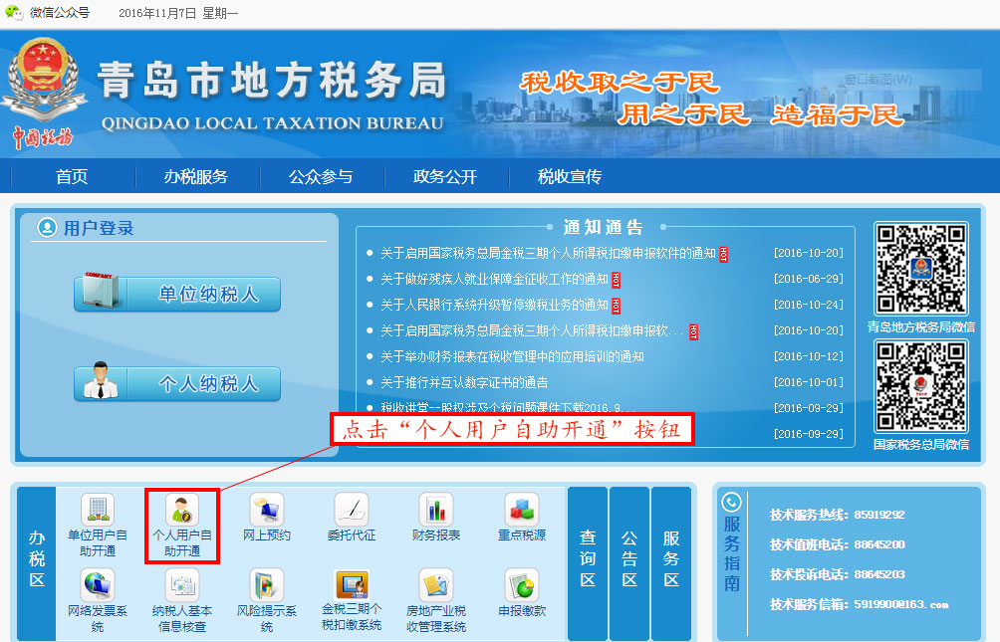 微信公众号 2016年11月7日 星期一
中国税务
青岛市地方税务局
QINGDAO LOCAL TAXATION BUREAU
税收取之于民
用之于民 造福于民
窗口截图(W)
首页 办税服务 公众参与 政务公开 税收宣传
用户登录
COMPANY
单位纳税人
个人纳税人
通知通告
关于启用国家税务总局金税三期个人所得税扣缴申报软件的通知 HOT [2016-10-20]
关于做好残疾人就业保障金征收工作的通知 HOT [2016-06-29]
关于人民银行系统升级暂停缴税业务的通知 HOT [2016-10-24]
关于启用国家税务总局金税三期个人所得税扣缴申报软... HOT [2016-10-20]
关于举办财务报表在税收管理中的应用培训的通知 [2016-10-12]
关于推行并互认数字证书的通告 [2016-10-01]
税收讲堂--股权涉及个税问题课件下载2016.9... [2016-09-29]
[2016-09-29]
青岛地方税务局微信
国家税务总局微信
点击“个人用户自助开通”按钮
办税区
单位用户自
助开通
个人用户自
助开通
网上预约
委托代征
财务报表
重点税源
网络发票系
统
纳税人基本
信息核查
风险提示系
统
金税三期个
税扣缴系统
房地产业税
收管理系统
申报缴款
查询区
公告区
服务区
服务指南
技术服务热线：85919292
技术值班电话：88645200
技术投诉电话：88645203
技术服务信箱：5919900@163.com